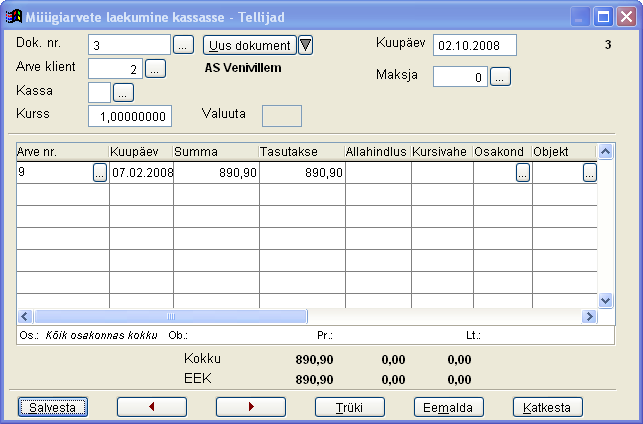 Müügiarvete laekumine kassasse - Tellijad
Dok. nr. 3 ... Uus dokument Kuupäev 02.10.2008 3
Arve klient 2 ... AS Venivillem Maksja 0 ...
Kassa ...
Kurss 1,00000000 Valuuta
Arve nr. Kuupäev Summa Tasutakse Allahindlus Kursivahe Osakond Objekt
9 ... 07.02.2008 890,90 890,90 ... ...
Os.: Kõik osakonnas kokku Ob.: Pr.: Lt.:
Kokku 890,90 0,00 0,00
EEK 890,90 0,00 0,00
Salvesta Trüki Eemalda Katkesta